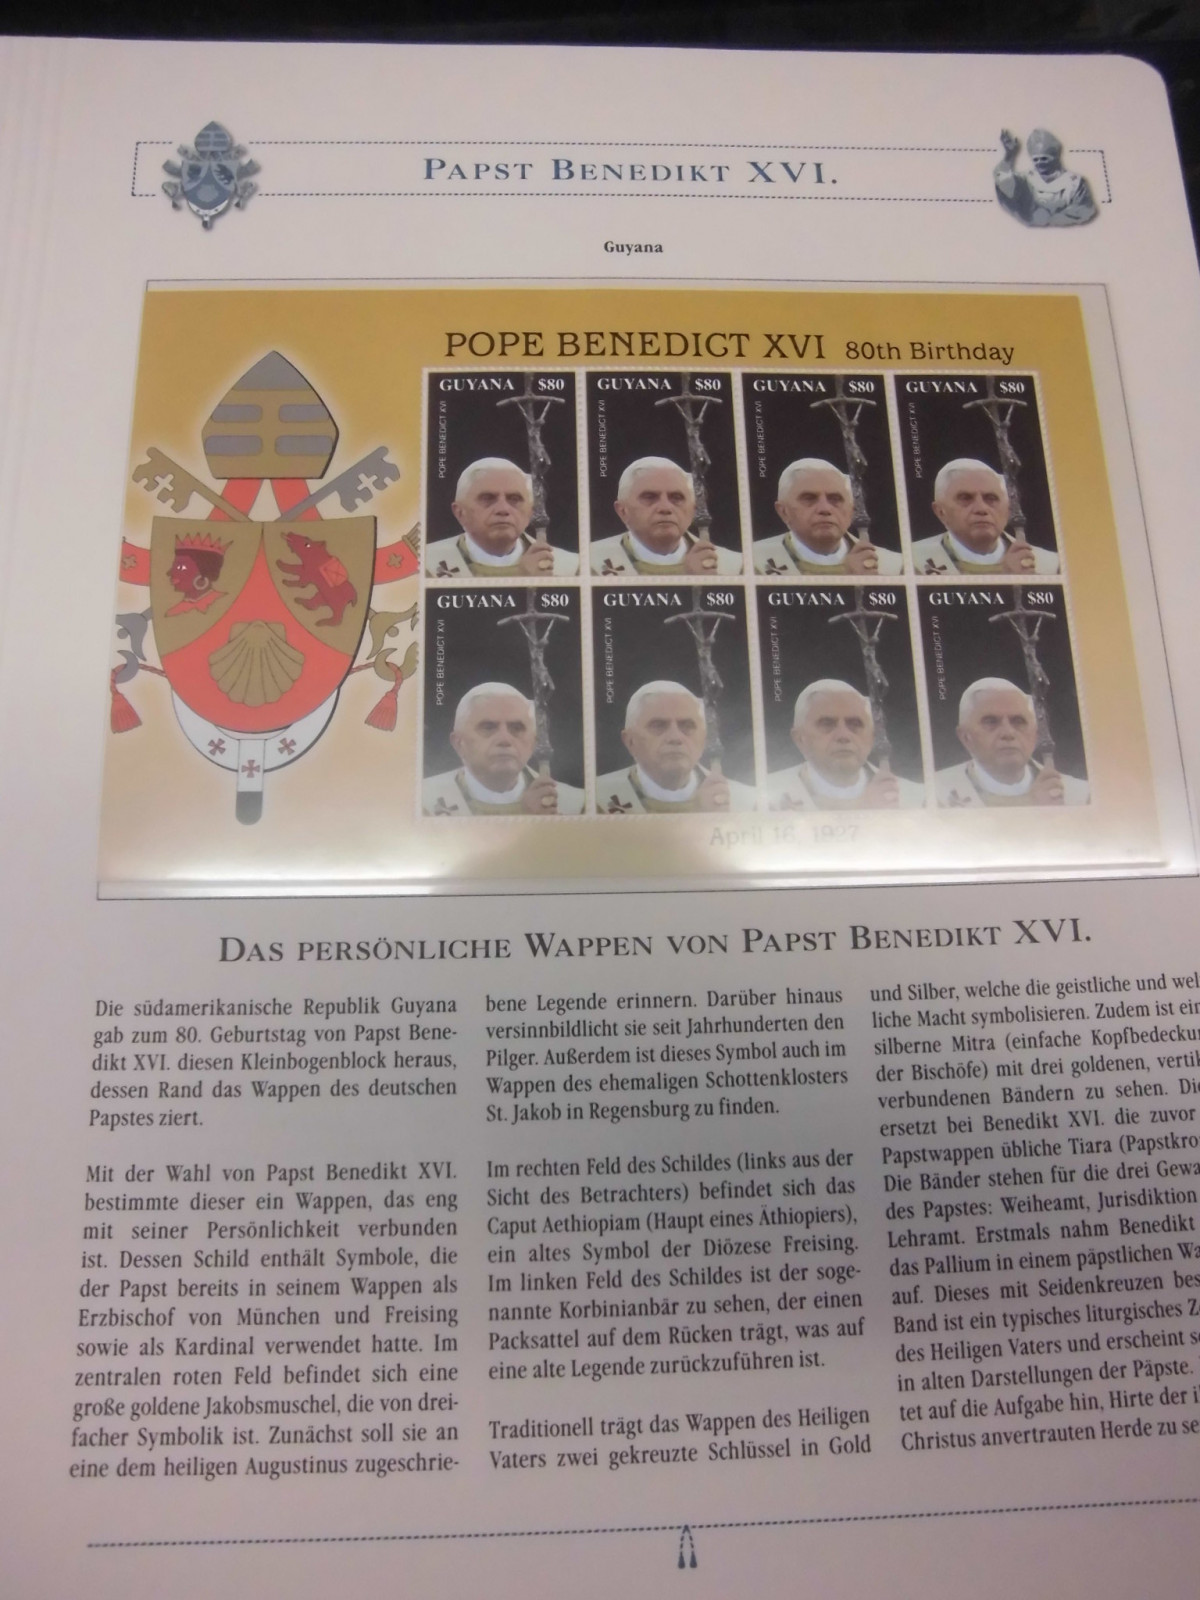 PAPST BENEDIKT XVI.
Guyana
POPE BENEDICT XVI 80th Birthday
GUYANA $80
POPE BENEDICT XVI
GUYANA $80
POPE BENEDICT XVI
GUYANA $80
POPE BENEDICT XVI
GUYANA $80
POPE BENEDICT XVI
GUYANA $80
POPE BENEDICT XVI
GUYANA $80
POPE BENEDICT XVI
GUYANA $80
POPE BENEDICT XVI
GUYANA $80
POPE BENEDICT XVI
April 16, 1927
DAS PERSÖNLICHE WAPPEN VON PAPST BENEDIKT XVI.
Die südamerikanische Republik Guyana
gab zum 80. Geburtstag von Papst Bene-
dikt XVI. diesen Kleinbogenblock heraus,
dessen Rand das Wappen des deutschen
Papstes ziert.
Mit der Wahl von Papst Benedikt XVI.
bestimmte dieser ein Wappen, das eng
mit seiner Persönlichkeit verbunden
ist. Dessen Schild enthält Symbole, die
der Papst bereits in seinem Wappen als
Erzbischof von München und Freising
sowie als Kardinal verwendet hatte. Im
zentralen roten Feld befindet sich eine
große goldene Jakobsmuschel, die von drei-
facher Symbolik ist. Zunächst soll sie an
eine dem heiligen Augustinus zugeschrie-
bene Legende erinnern. Darüber hinaus
versinnbildlicht sie seit Jahrhunderten den
Pilger. Außerdem ist dieses Symbol auch im
Wappen des ehemaligen Schottenklosters
St. Jakob in Regensburg zu finden.
Im rechten Feld des Schildes (links aus der
Sicht des Betrachters) befindet sich das
Caput Aethiopiam (Haupt eines Äthiopiers),
ein altes Symbol der Diözese Freising.
Im linken Feld des Schildes ist der soge-
nannte Korbinianbär zu sehen, der einen
Packsattel auf dem Rücken trägt, was auf
eine alte Legende zurückzuführen ist.
Traditionell trägt das Wappen des Heiligen
Vaters zwei gekreuzte Schlüssel in Gold
und Silber, welche die geistliche und wel
liche Macht symbolisieren. Zudem ist ein
silberne Mitra (einfache Kopfbedecku
der Bischöfe) mit drei goldenen, verti
verbundenen Bändern zu sehen. Die
ersetzt bei Benedikt XVI. die zuvor
Papstwappen übliche Tiara (Papstkro
Die Bänder stehen für die drei Gewa
des Papstes: Weiheamt, Jurisdiktion
Lehramt. Erstmals nahm Benedikt
das Pallium in einem päpstlichen Wa
auf. Dieses mit Seidenkreuzen bes
Band ist ein typisches liturgisches Z
des Heiligen Vaters und erscheint s
in alten Darstellungen der Päpste.
tet auf die Aufgabe hin, Hirte der i
Christus anvertrauten Herde zu se